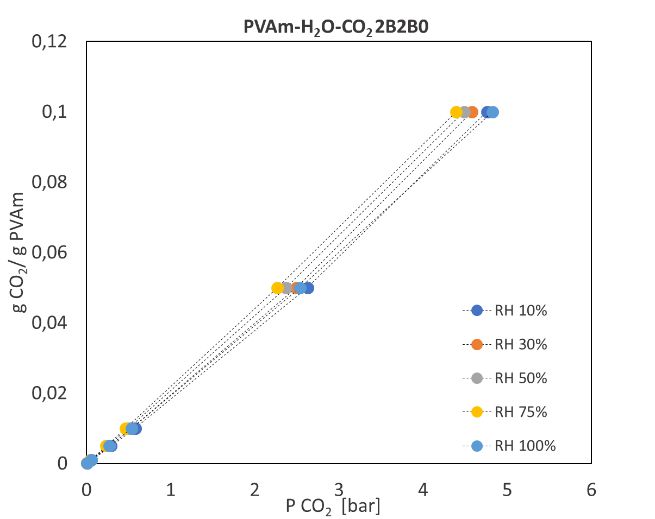 PVAm-H₂O-CO₂ 2B2B0
0,12
0,1
0,08
0,06
0,04
0,02
0
g CO₂/ g PVAm
0 1 2 3 4 5 6
P CO₂ [bar]
RH 10%
RH 30%
RH 50%
RH 75%
RH 100%